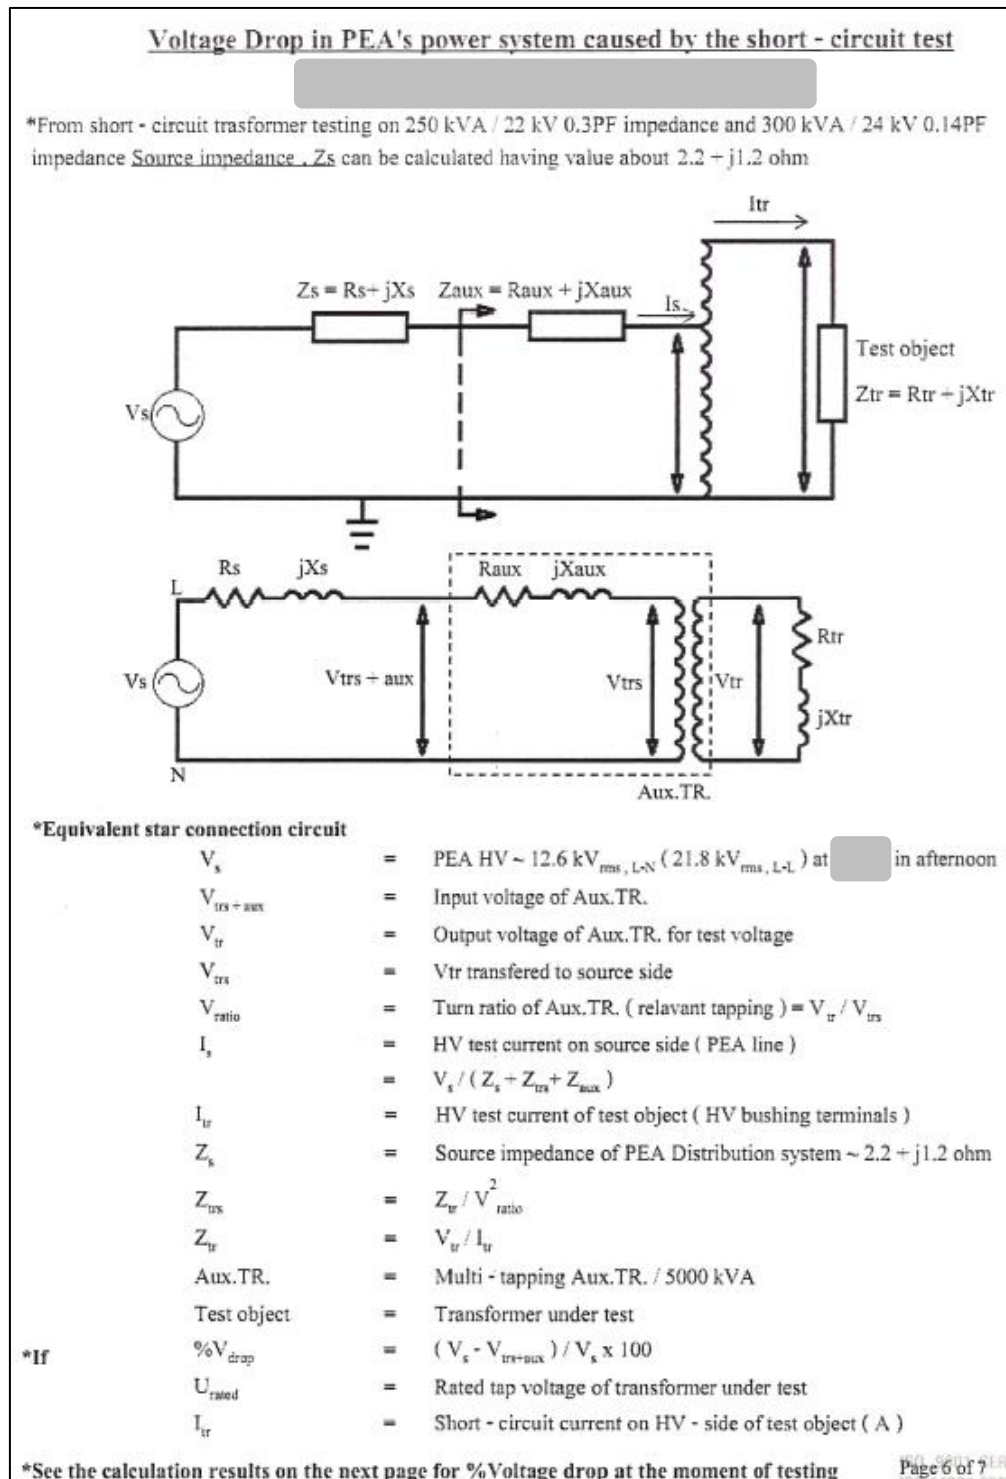 Voltage Drop in PEA's power system caused by the short - circuit test
*From short - circuit trasformer testing on 250 kVA / 22 kV 0.3PF impedance and 300 kVA / 24 kV 0.14PF
impedance Source impedance , Zs can be calculated having value about 2.2 + j1.2 ohm
Itr
Zs = Rs+ jXs Zaux = Raux + jXaux
Is
Test object
Ztr = Rtr + jXtr
Vs
Rs jXs Raux jXaux
L
Rtr
Vs Vtrs + aux Vtrs Vtr
jXtr
N
Aux.TR.
*Equivalent star connection circuit
Vs = PEA HV ~ 12.6 kVrms , L-N ( 21.8 kVrms , L-L ) at in afternoon
Vtrs + aux = Input voltage of Aux.TR.
Vtr = Output voltage of Aux.TR. for test voltage
Vtrs = Vtr transfered to source side
Vratio = Turn ratio of Aux.TR. ( relavant tapping ) = Vtr / Vtrs
Is = HV test current on source side ( PEA line )
= Vs / ( Zs + Ztrs + Zaux )
Itr = HV test current of test object ( HV bushing terminals )
Zs = Source impedance of PEA Distribution system ~ 2.2 + j1.2 ohm
Ztrs = Ztr / V²ratio
Ztr = Vtr / Itr
Aux.TR. = Multi - tapping Aux.TR. / 5000 kVA
Test object = Transformer under test
*If %Vdrop = ( Vs - Vtrs+aux ) / Vs x 100
Urated = Rated tap voltage of transformer under test
Itr = Short - circuit current on HV - side of test object ( A )
*See the calculation results on the next page for %Voltage drop at the moment of testing
Page 6 of 7